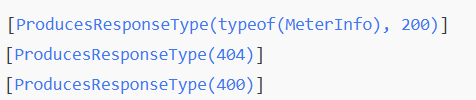 [ProducesResponseType(typeof(MeterInfo), 200)]
[ProducesResponseType(404)]
[ProducesResponseType(400)]